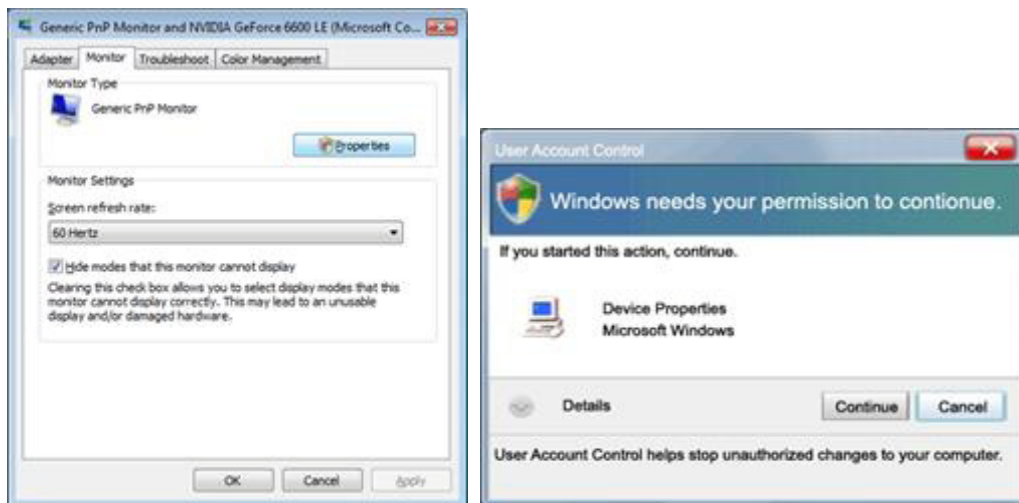 Generic PnP Monitor and NVIDIA GeForce 6600 LE (Microsoft Co...
Adapter Monitor Troubleshoot Color Management
Monitor Type
Generic PnP Monitor
Properties
Monitor Settings
Screen refresh rate:
60 Hertz
Hide modes that this monitor cannot display
Clearing this check box allows you to select display modes that this
monitor cannot display correctly. This may lead to an unusable
display and/or damaged hardware.
OK Cancel Apply
User Account Control
Windows needs your permission to contionue.
If you started this action, continue.
Device Properties
Microsoft Windows
Details Continue Cancel
User Account Control helps stop unauthorized changes to your computer.